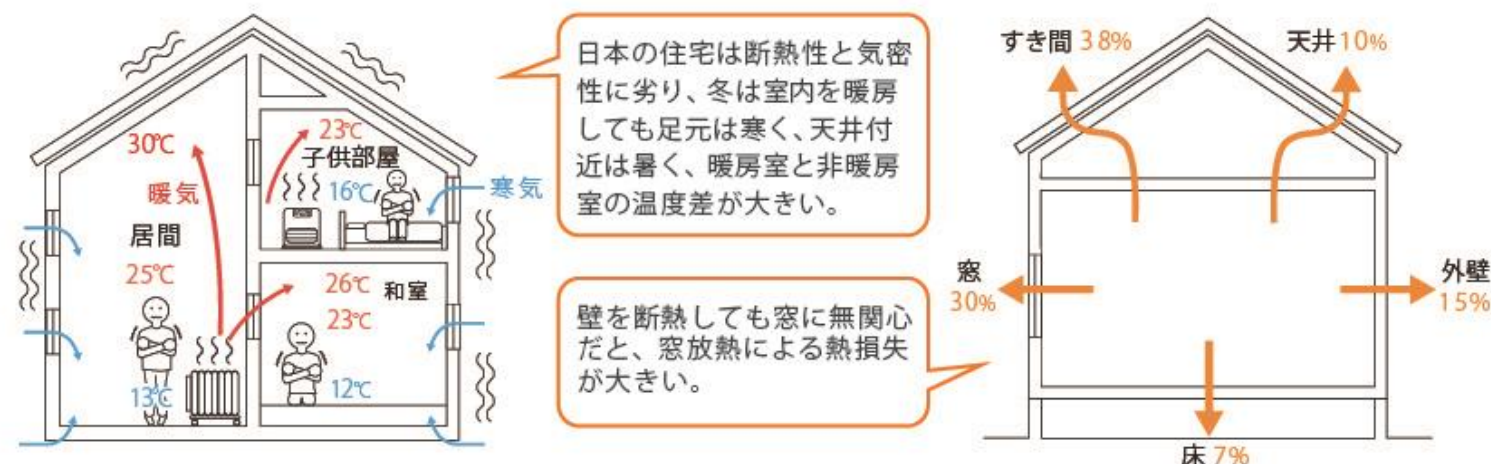 30℃
暖気
居間
25℃
13℃
23℃
子供部屋
16℃
寒気
26℃
和室
23℃
12℃
日本の住宅は断熱性と気密
性に劣り、冬は室内を暖房
しても足元は寒く、天井付
近は暑く、暖房室と非暖房
室の温度差が大きい。
壁を断熱しても窓に無関心
だと、窓放熱による熱損失
が大きい。
すき間 38%
天井10%
窓
30%
外壁
15%
床 7%